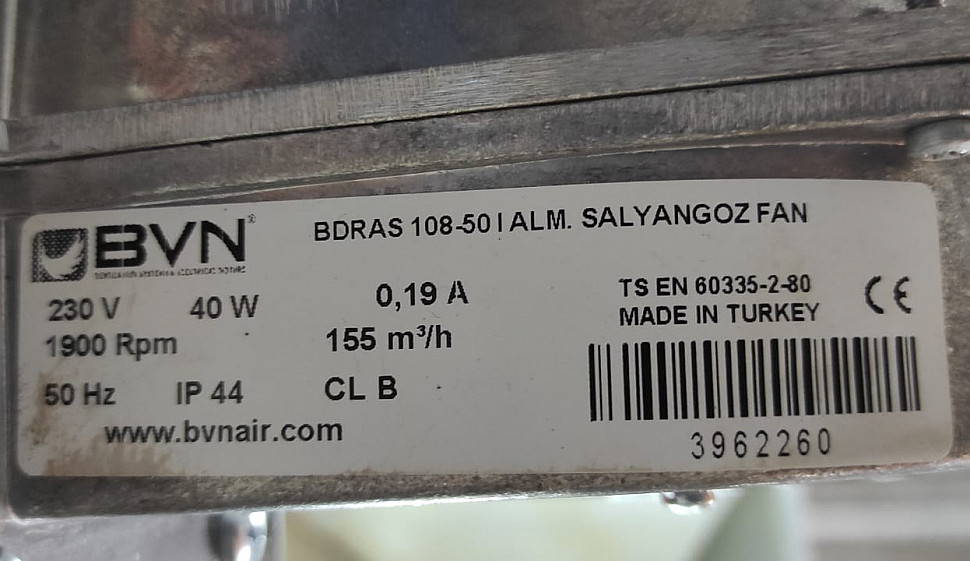 BVN®
BDRAS 108-50 I ALM. SALYANGOZ FAN
230 V 40 W 0,19 A
1900 Rpm 155 m³/h
50 Hz IP 44 CL B
www.bvnair.com
TS EN 60335-2-80
MADE IN TURKEY
CE
3962260